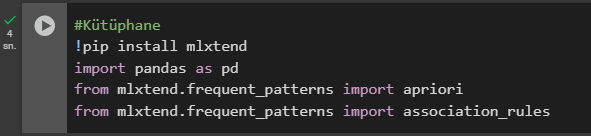 4
sn.
#Kütüphane
!pip install mlxtend
import pandas as pd
from mlxtend.frequent_patterns import apriori
from mlxtend.frequent_patterns import association_rules